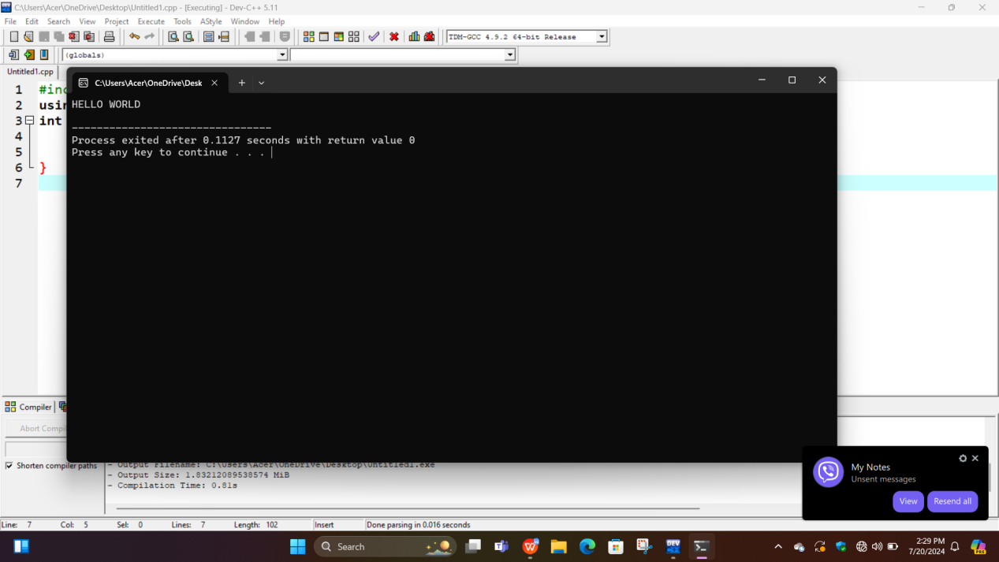 C:\Users\Acer\OneDrive\Desktop\Untitled1.cpp - [Executing] - Dev-C++ 5.11
File Edit Search View Project Execute Tools AStyle Window Help
TDM-GCC 4.9.2 64-bit Release
(globals)
Untitled1.cpp
C:\Users\Acer\OneDrive\Desk
1 #inc
2 usin
3 int
4
5
6 }
7
HELLO WORLD
--------------------------------
Process exited after 0.1127 seconds with return value 0
Press any key to continue . . .
Compiler
Abort Compil
Shorten compiler paths
- Output Filename: C:\Users\Acer\OneDrive\Desktop\Untitled1.exe
- Output Size: 1.83212089538574 MiB
- Compilation Time: 0.81s
My Notes
Unsent messages
View
Resend all
Line: 7 Col: 5 Sel: 0 Lines: 7 Length: 102 Insert Done parsing in 0.016 seconds
Search
DEV
2:29 PM
7/20/2024
PRE